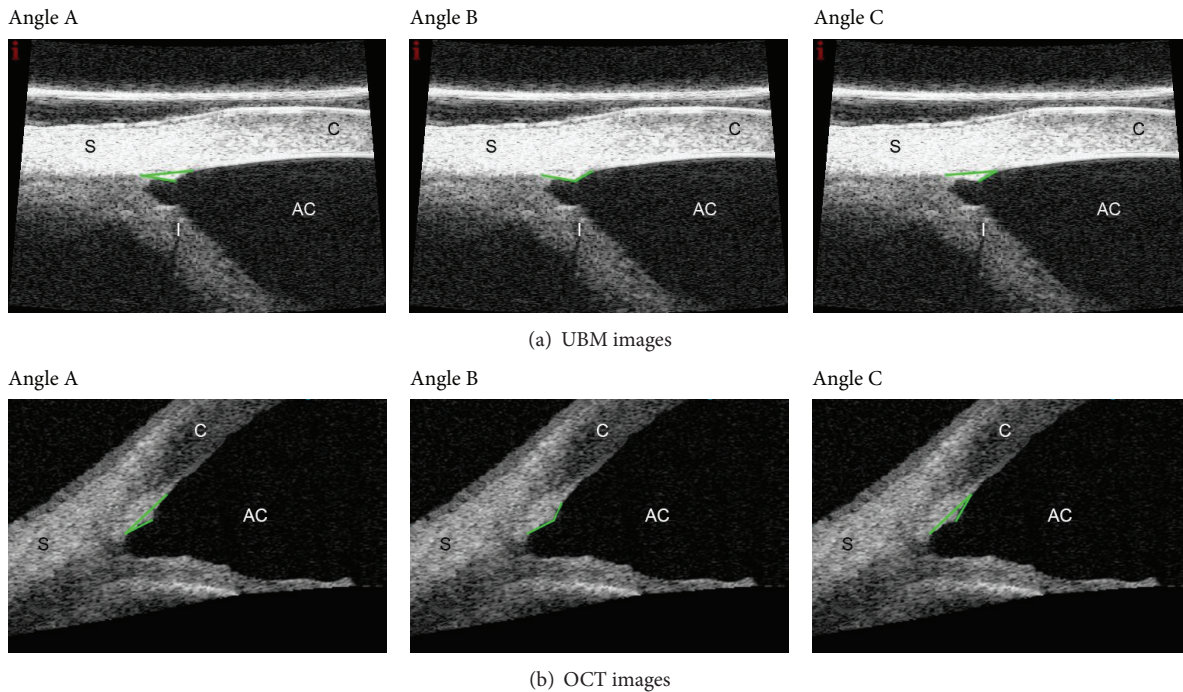 Angle A Angle B Angle C
i i i
S C S C S C
AC AC AC
I I I
(a) UBM images
Angle A Angle B Angle C
C C C
AC AC AC
S S S
(b) OCT images